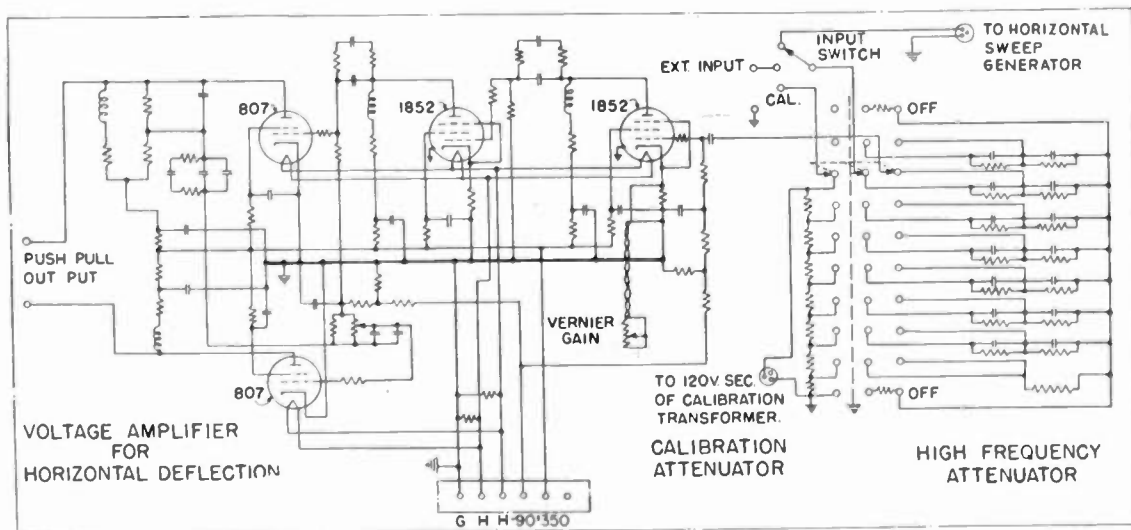 TO HORIZONTAL
SWEEP
GENERATOR
INPUT
SWITCH
EXT. INPUT
CAL.
OFF
807
1852
1852
PUSH PULL
OUT PUT
VERNIER
GAIN
807
TO 120V. SEC.
OF CALIBRATION
TRANSFORMER.
OFF
VOLTAGE AMPLIFIER
FOR
HORIZONTAL DEFLECTION
CALIBRATION
ATTENUATOR
HIGH FREQUENCY
ATTENUATOR
G H H -90 +350